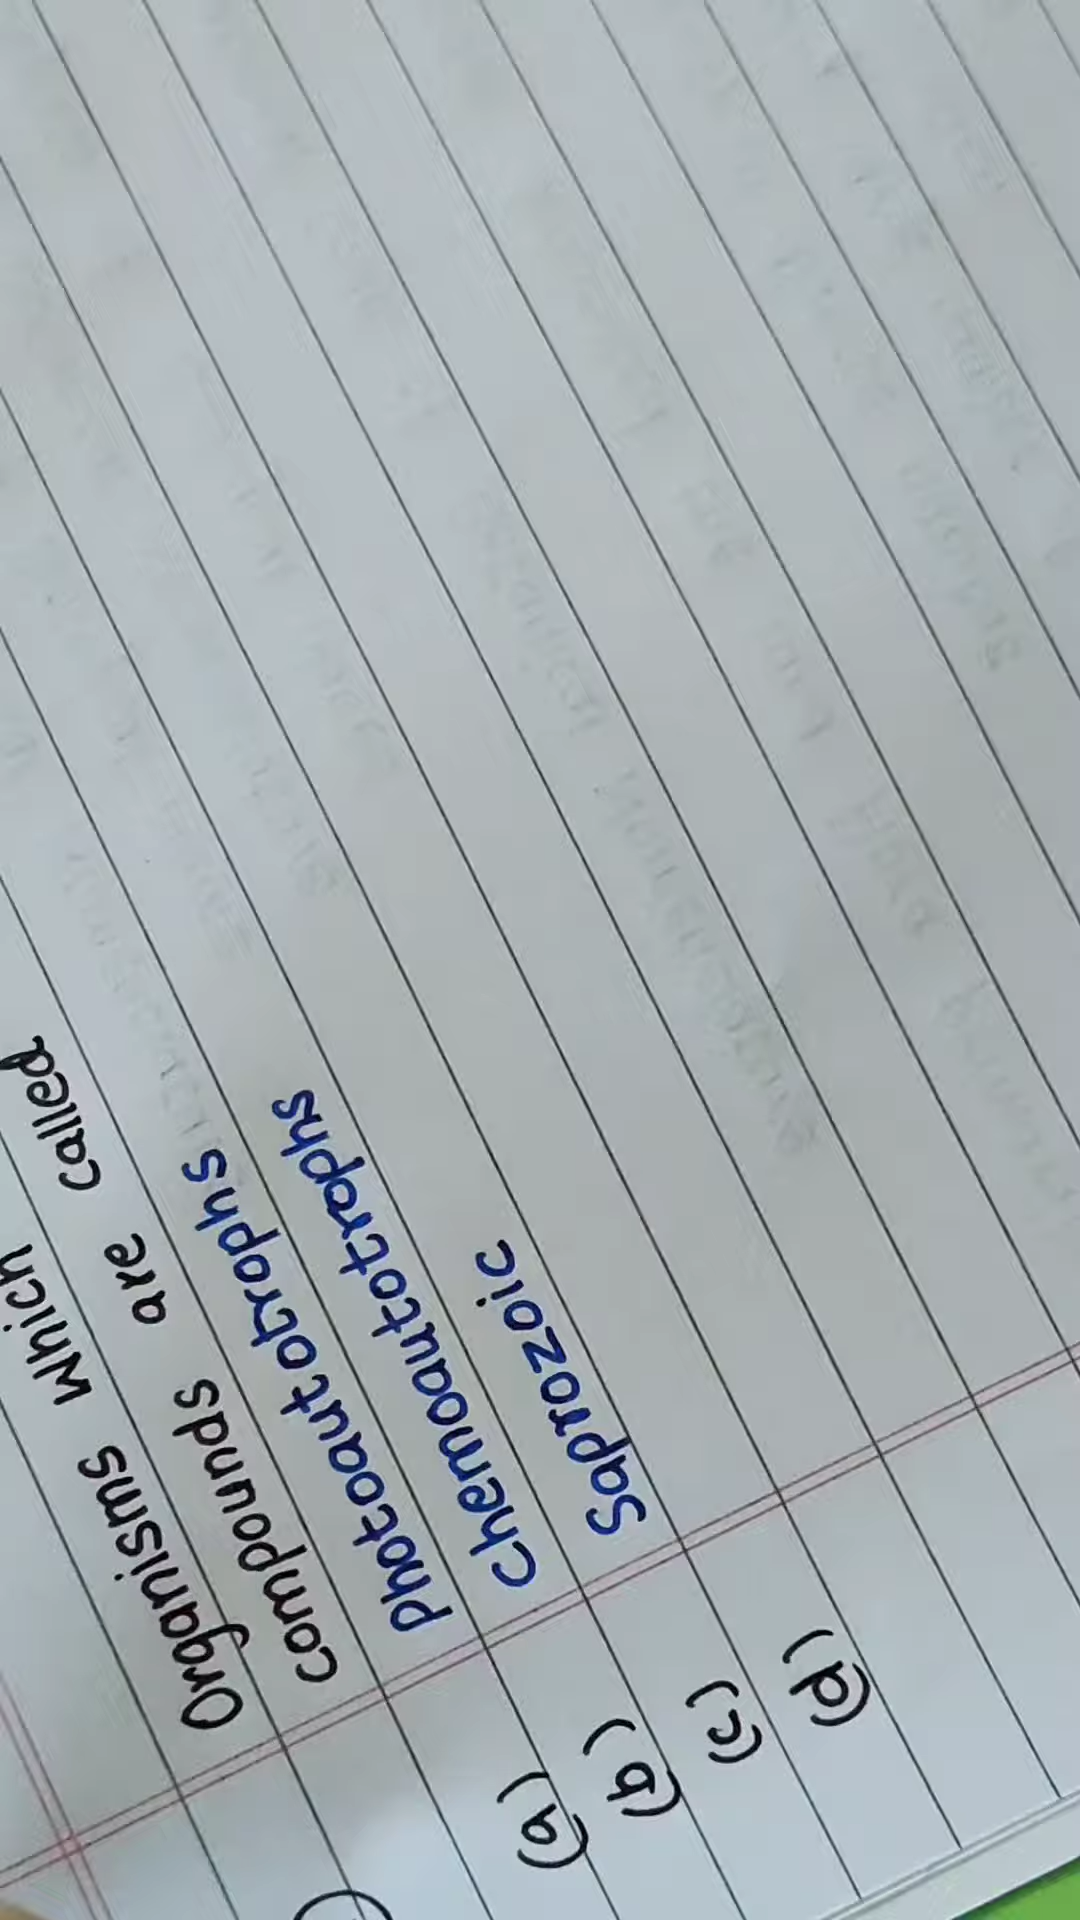 Organisms which
compounds are called
(a) Photoautotrophs
(b) Chemoautotrophs
(c)
(d) Saprozoic